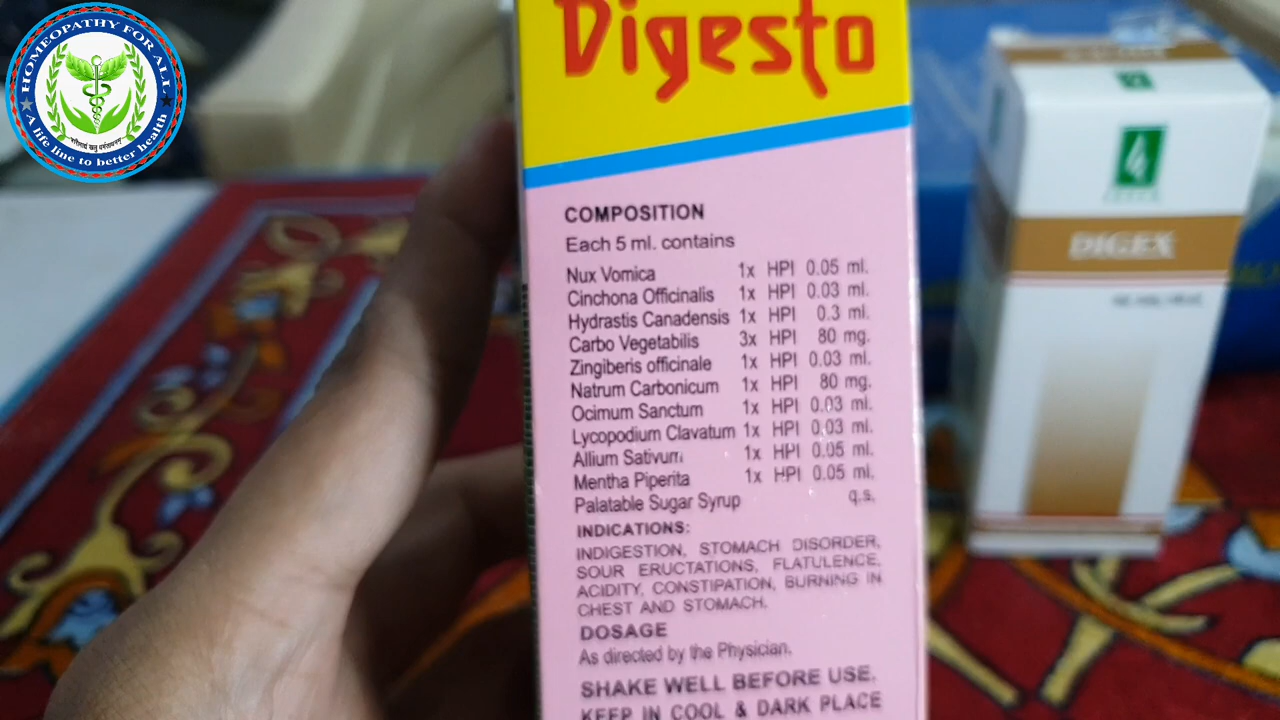 HOMEOPATHY FOR ALL
A life line to better health
Digesto
COMPOSITION
Each 5 ml. contains
Nux Vomica 1x HPI 0.05 ml.
Cinchona Officinalis 1x HPI 0.03 ml.
Hydrastis Canadensis 1x HPI 0.3 ml.
Carbo Vegetabilis 3x HPI 80 mg.
Zingiberis officinale 1x HPI 0.03 ml.
Natrum Carbonicum 1x HPI 80 mg.
Ocimum Sanctum 1x HPI 0.03 ml.
Lycopodium Clavatum 1x HPI 0.03 ml.
Allium Sativum 1x HPI 0.05 ml.
Mentha Piperita 1x HPI 0.05 ml.
Palatable Sugar Syrup q.s.
INDICATIONS:
INDIGESTION, STOMACH DISORDER,
SOUR ERUCTATIONS, FLATULENCE,
ACIDITY, CONSTIPATION, BURNING IN
CHEST AND STOMACH.
DOSAGE
As directed by the Physician.
SHAKE WELL BEFORE USE.
KEEP IN COOL & DARK PLACE
DIGEX